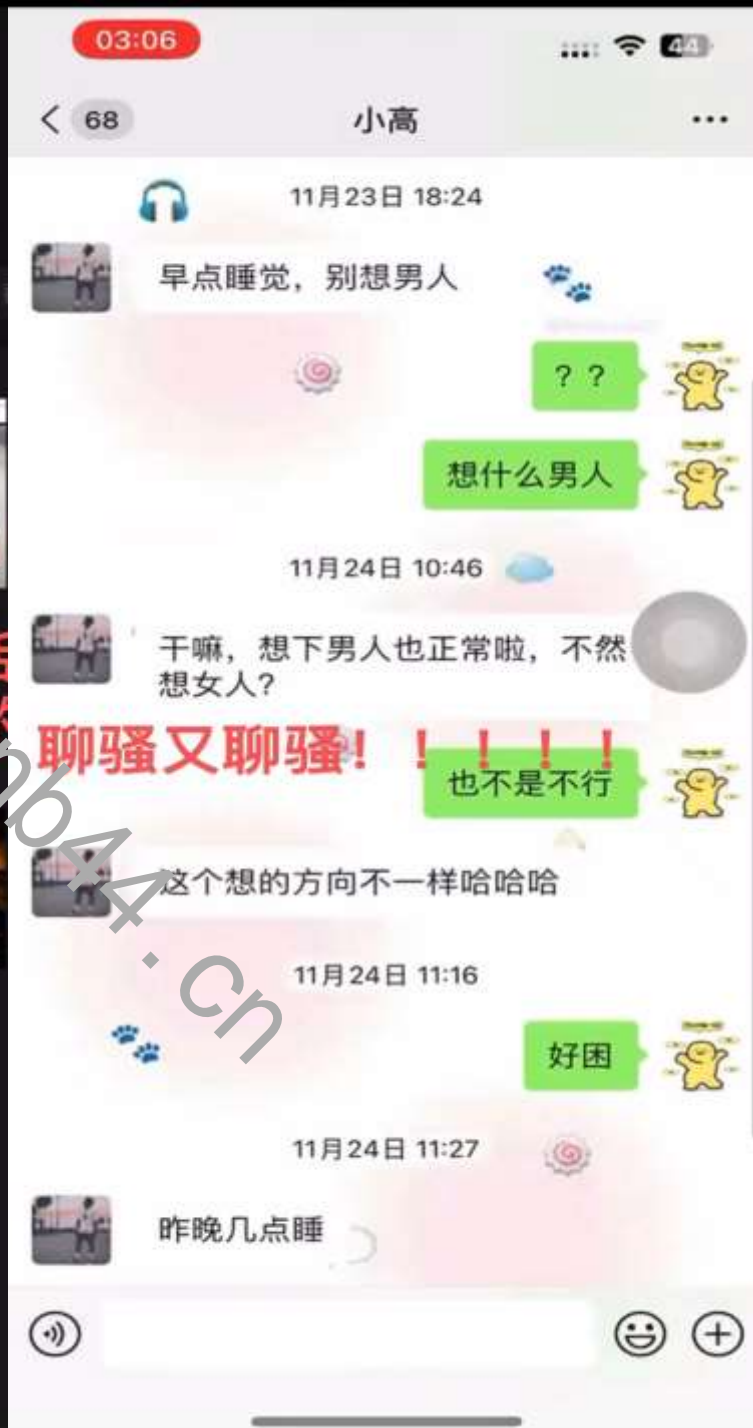 03:06
44
68
小高
11月23日 18:24
早点睡觉，别想男人
？？
想什么男人
11月24日 10:46
干嘛，想下男人也正常啦，不然
想女人？
聊骚又聊骚！！！！！
也不是不行
这个想的方向不一样哈哈哈
11月24日 11:16
好困
11月24日 11:27
昨晚几点睡
nb44.cn